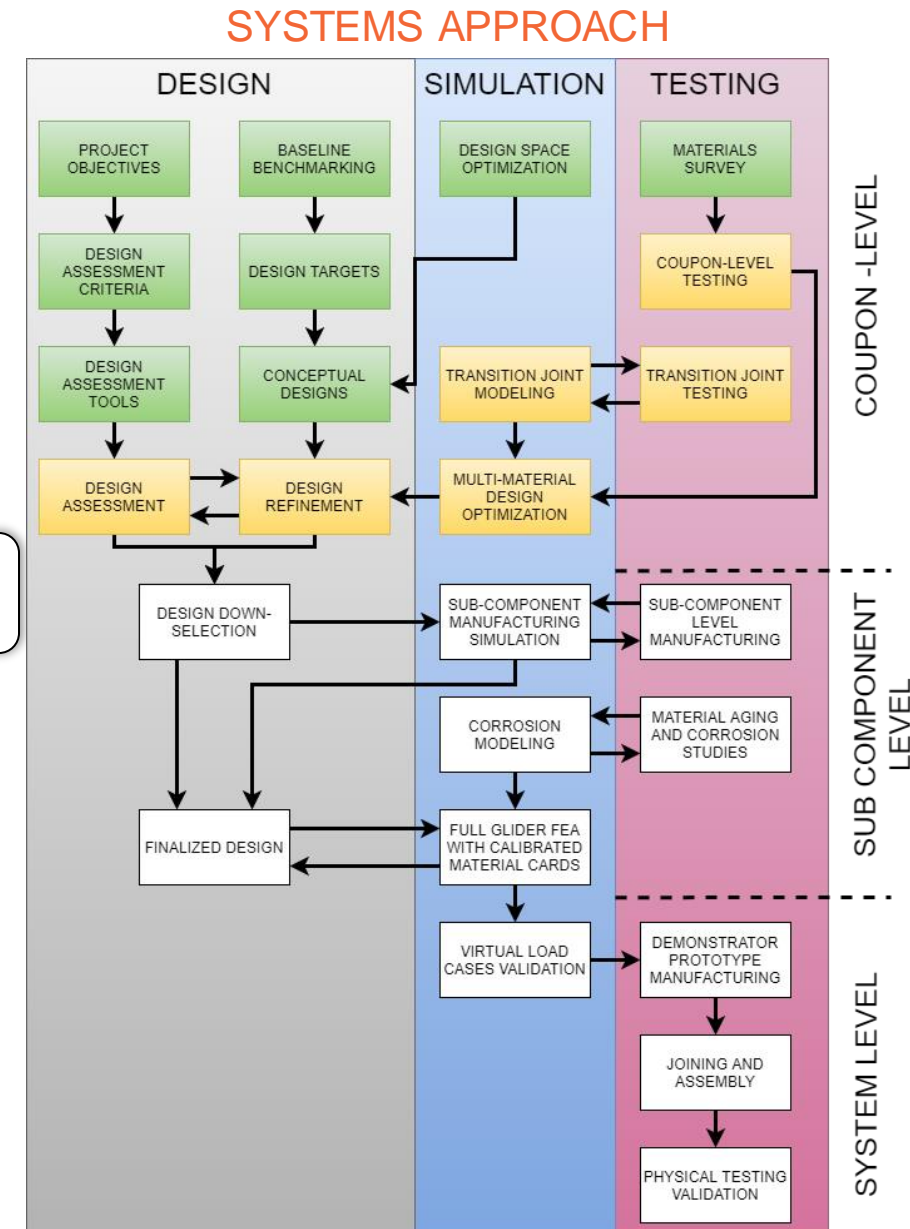 SYSTEMS APPROACH
DESIGN
SIMULATION
TESTING
PROJECT
OBJECTIVES
BASELINE
BENCHMARKING
DESIGN SPACE
OPTIMIZATION
MATERIALS
SURVEY
DESIGN
ASSESSMENT
CRITERIA
DESIGN TARGETS
COUPON-LEVEL
TESTING
DESIGN
ASSESSMENT
TOOLS
CONCEPTUAL
DESIGNS
TRANSITION JOINT
MODELING
TRANSITION JOINT
TESTING
DESIGN
ASSESSMENT
DESIGN
REFINEMENT
MULTI-MATERIAL
DESIGN
OPTIMIZATION
COUPON -LEVEL
DESIGN DOWN-
SELECTION
SUB-COMPONENT
MANUFACTURING
SIMULATION
SUB-COMPONENT
LEVEL
MANUFACTURING
CORROSION
MODELING
MATERIAL AGING
AND CORROSION
STUDIES
FINALIZED DESIGN
FULL GLIDER FEA
WITH CALIBRATED
MATERIAL CARDS
SUB COMPONENT
LEVEL
VIRTUAL LOAD
CASES VALIDATION
DEMONSTRATOR
PROTOTYPE
MANUFACTURING
JOINING AND
ASSEMBLY
PHYSICAL TESTING
VALIDATION
SYSTEM LEVEL